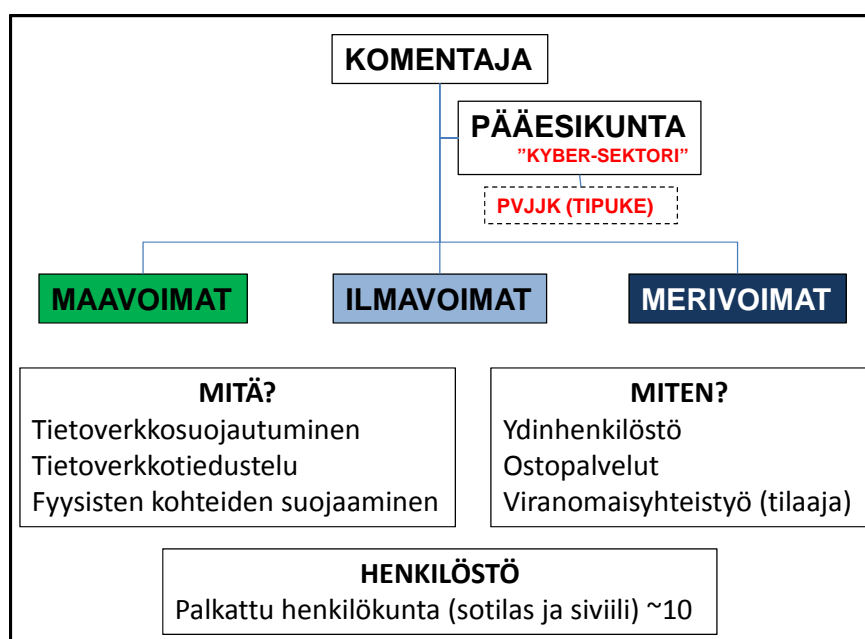 KOMENTAJA
PÄÄESIKUNTA
”KYBER-SEKTORI”
PVJJK (TIPUKE)
MAAVOIMAT
ILMAVOIMAT
MERIVOIMAT
MITÄ?
Tietoverkkosuojautuminen
Tietoverkkotiedustelu
Fyysisten kohteiden suojaaminen
MITEN?
Ydinhenkilöstö
Ostopalvelut
Viranomaisyhteistyö (tilaaja)
HENKILÖSTÖ
Palkattu henkilökunta (sotilas ja siviili) ~10